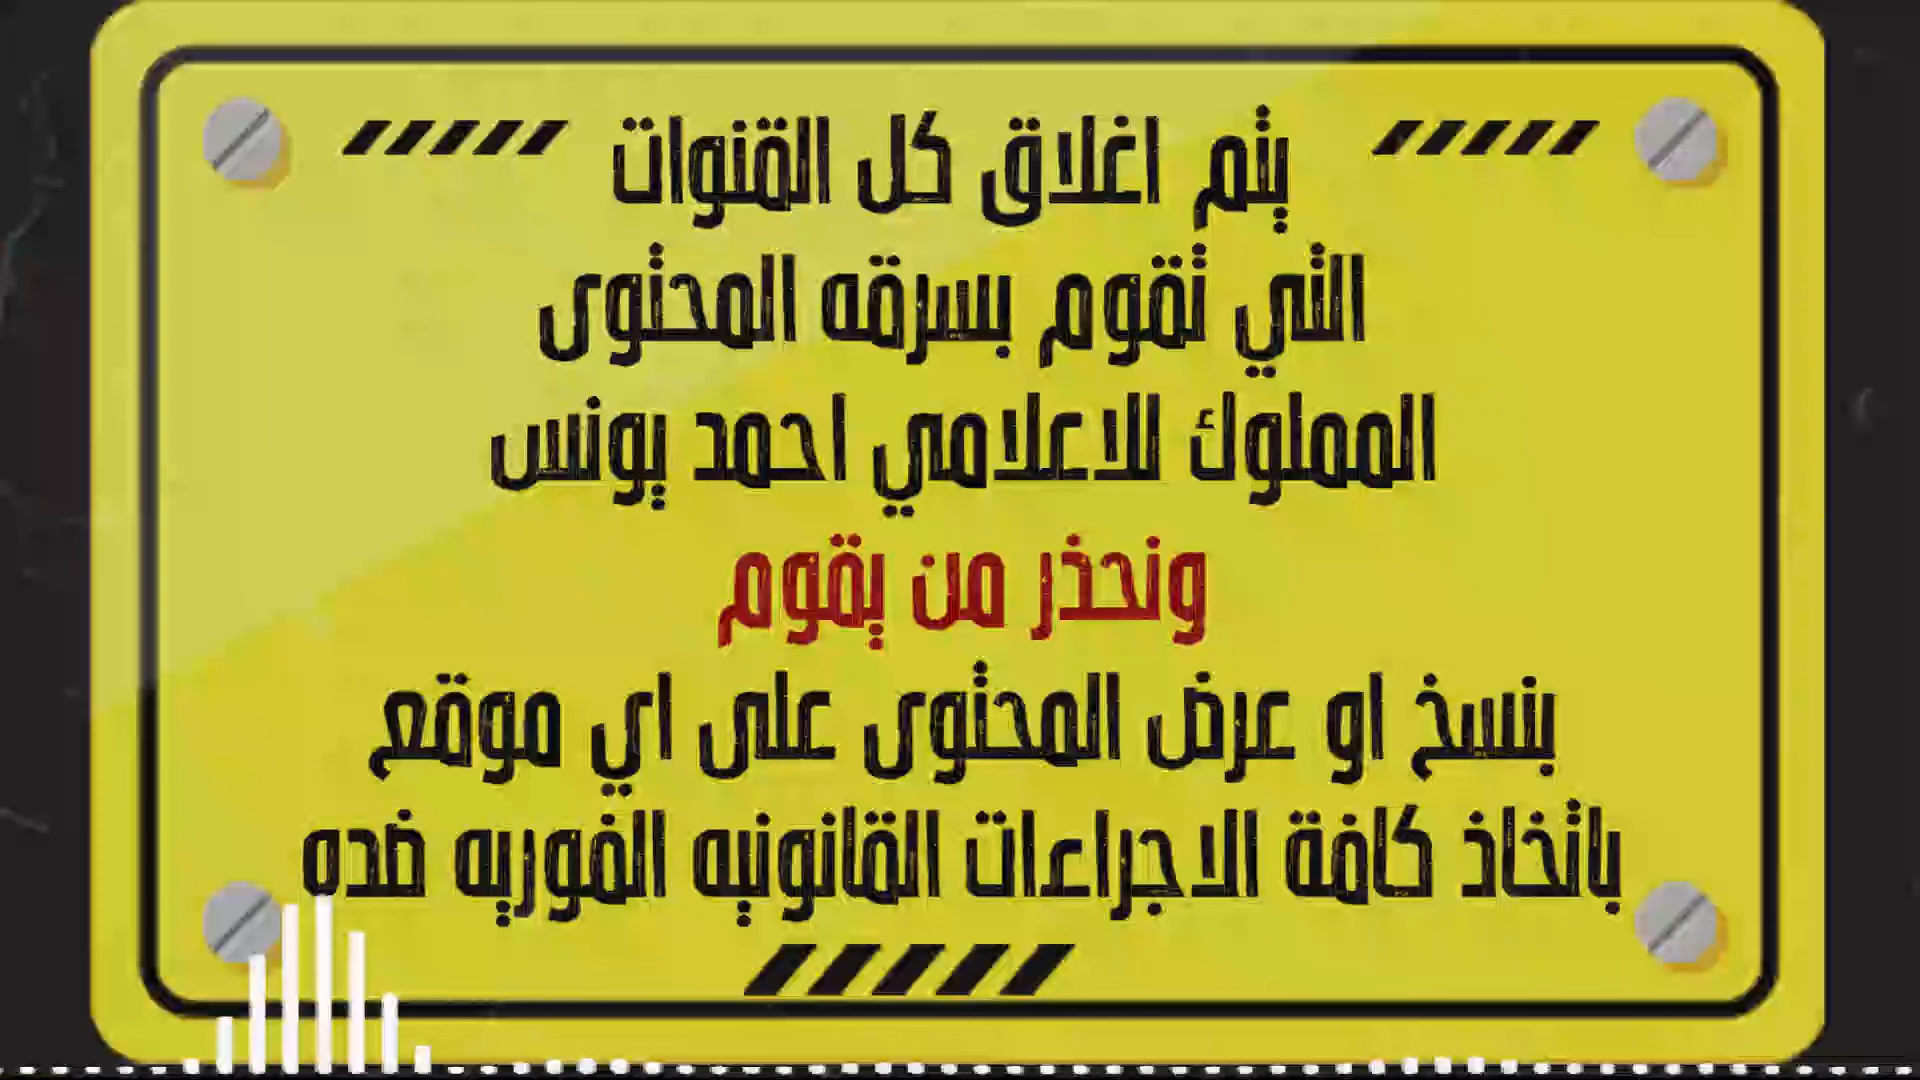 يتم اغلاق كل القنوات
التي تقوم بسرقه المحتوى
المملوك للاعلامي احمد يونس
ونحذر من يقوم
بنسخ او عرض المحتوى على اي موقع
باتخاذ كافة الاجراءات القانونيه الفوريه ضده